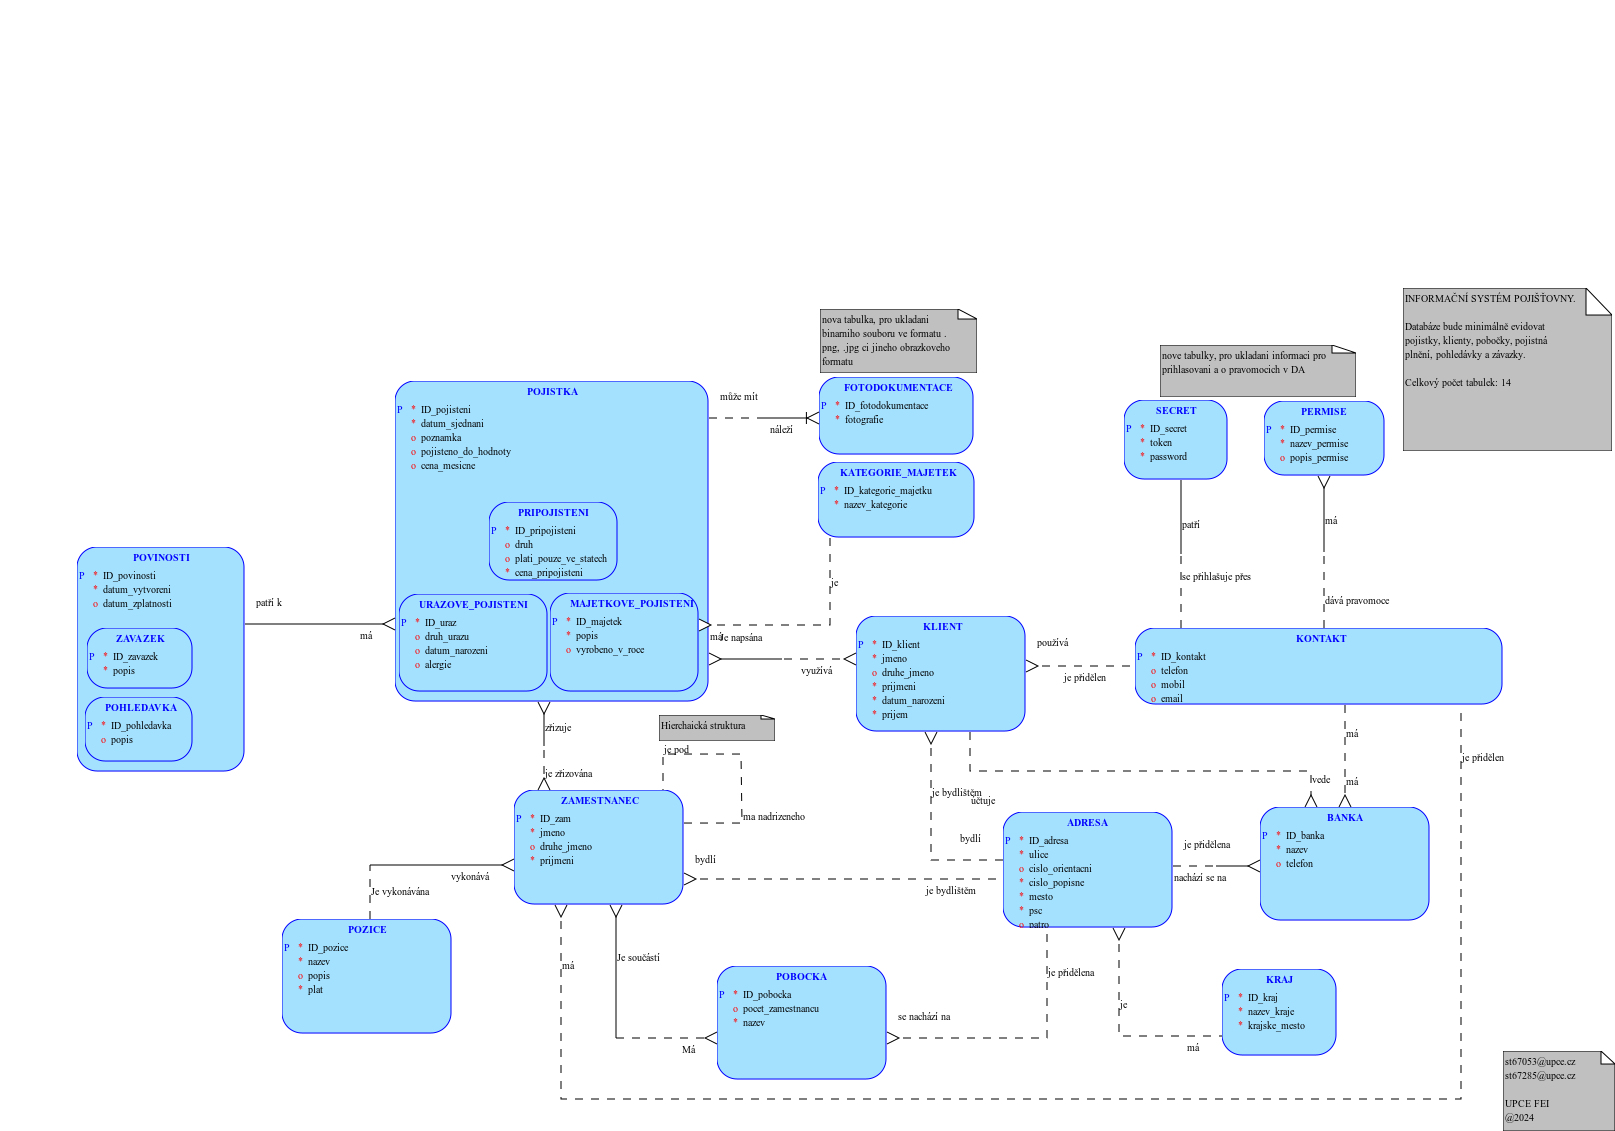 INFORMAČNÍ SYSTÉM POJIŠŤOVNY.
Databáze bude minimálně evidovat
pojistky, klienty, pobočky, pojistná
plnění, pohledávky a závazky.
Celkový počet tabulek: 14
nova tabulka, pro ukladani
binarniho souboru ve formatu .
png, .jpg ci jineho obrazkoveho
formatu
nove tabulky, pro ukladani informaci pro
prihlasovani a o pravomocich v DA
POJISTKA
P * ID_pojisteni
* datum_sjednani
o poznamka
o pojisteno_do_hodnoty
o cena_mesicne
PRIPOJISTENI
P * ID_pripojisteni
o druh
o plati_pouze_ve_statech
* cena_pripojisteni
URAZOVE_POJISTENI
P * ID_uraz
o druh_urazu
o datum_narozeni
o alergie
MAJETKOVE_POJISTENI
P * ID_majetek
* popis
o vyrobeno_v_roce
může mít
náleží
FOTODOKUMENTACE
P * ID_fotodokumentace
* fotografie
KATEGORIE_MAJETEK
P * ID_kategorie_majetku
* nazev_kategorie
je
má
SECRET
P * ID_secret
* token
* password
PERMISE
P * ID_permise
* nazev_permise
o popis_permise
patří
se přihlašuje přes
má
dává pravomoce
POVINOSTI
P * ID_povinosti
* datum_vytvoreni
o datum_zplatnosti
ZAVAZEK
P * ID_zavazek
* popis
POHLEDAVKA
P * ID_pohledavka
o popis
patří k
má
Je napsána
využívá
KLIENT
P * ID_klient
* jmeno
o druhe_jmeno
* prijmeni
* datum_narozeni
* prijem
používá
je přidělen
KONTAKT
P * ID_kontakt
o telefon
o mobil
o email
zřizuje
je zřizována
Hierchaická struktura
je pod
ma nadrizeneho
ZAMESTNANEC
P * ID_zam
* jmeno
o druhe_jmeno
* prijmeni
vykonává
Je vykonávána
POZICE
P * ID_pozice
* nazev
o popis
* plat
bydlí
je bydlištěm
je bydlištěm
bydlí
účtuje
vede
má
má
je přidělen
ADRESA
P * ID_adresa
* ulice
o cislo_orientacni
* cislo_popisne
* mesto
* psc
o patro
je přidělena
nachází se na
BANKA
P * ID_banka
* nazev
o telefon
má
Je součástí
Má
POBOCKA
P * ID_pobocka
o pocet_zamestnancu
* nazev
se nachází na
je přidělena
je
má
KRAJ
P * ID_kraj
* nazev_kraje
* krajske_mesto
st67053@upce.cz
st67285@upce.cz
UPCE FEI
@2024